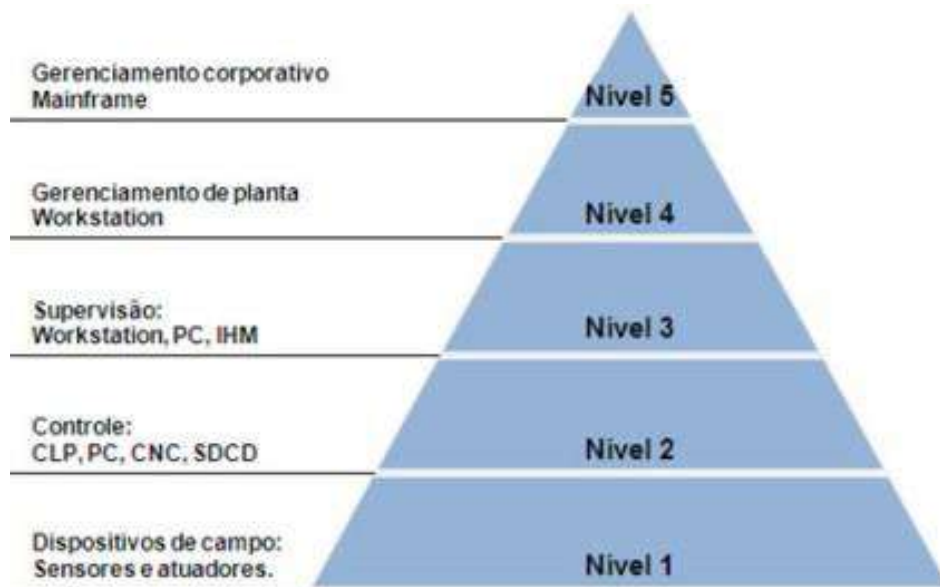 Gerenciamento corporativo
Mainframe
Nivel 5
Gerenciamento de planta
Workstation
Nivel 4
Supervisão:
Workstation, PC, IHM
Nivel 3
Controle:
CLP, PC, CNC, SDCD
Nivel 2
Dispositivos de campo:
Sensores e atuadores.
Nivel 1